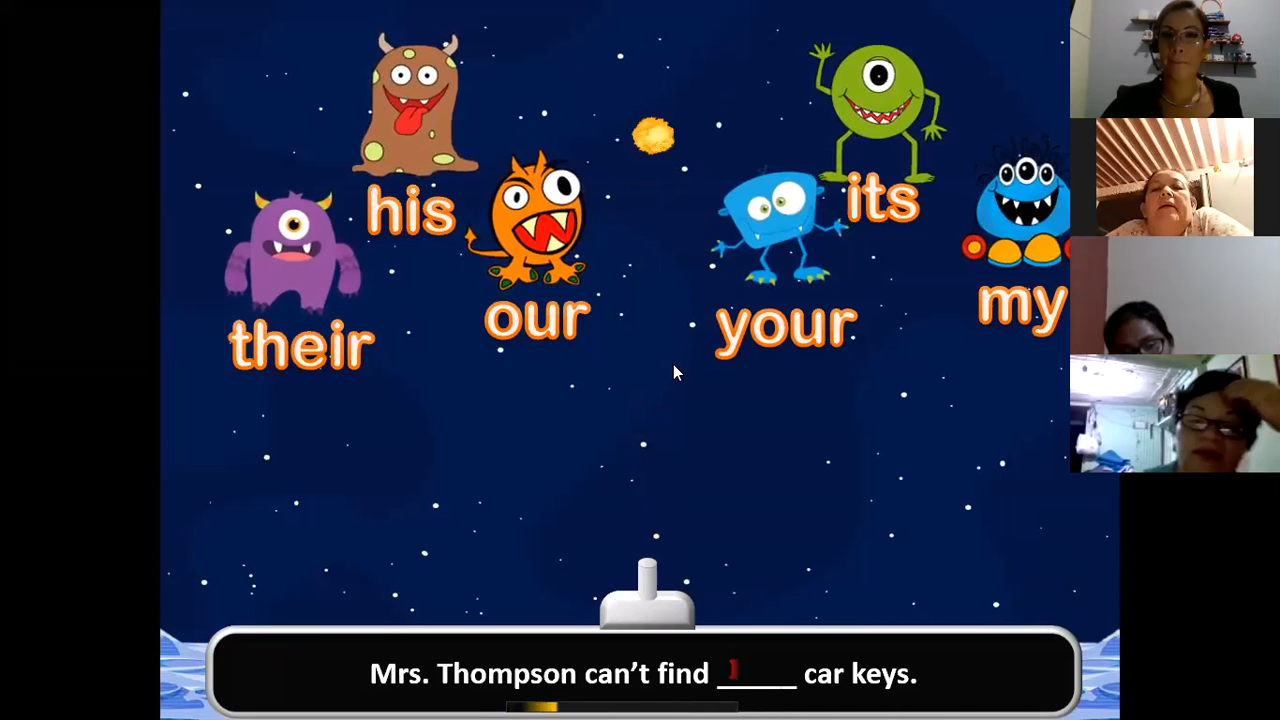 his
its
their
our
your
my
Mrs. Thompson can't find ______ car keys.